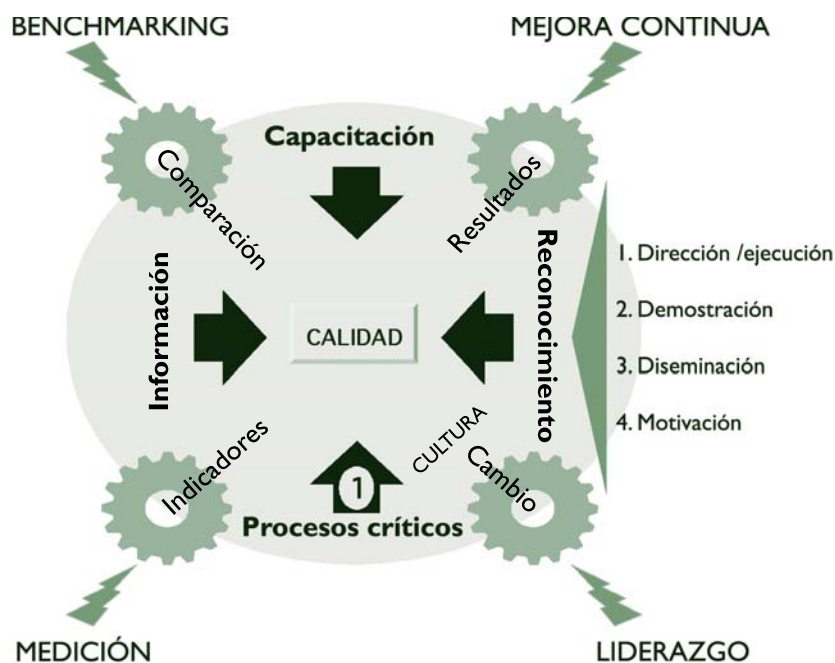 BENCHMARKING
MEJORA CONTINUA
Capacitación
Comparación
Resultados
Información
Reconocimiento
CALIDAD
1. Dirección /ejecución
2. Demostración
3. Diseminación
4. Motivación
Indicadores
CULTURA
Cambio
1
Procesos críticos
MEDICIÓN
LIDERAZGO